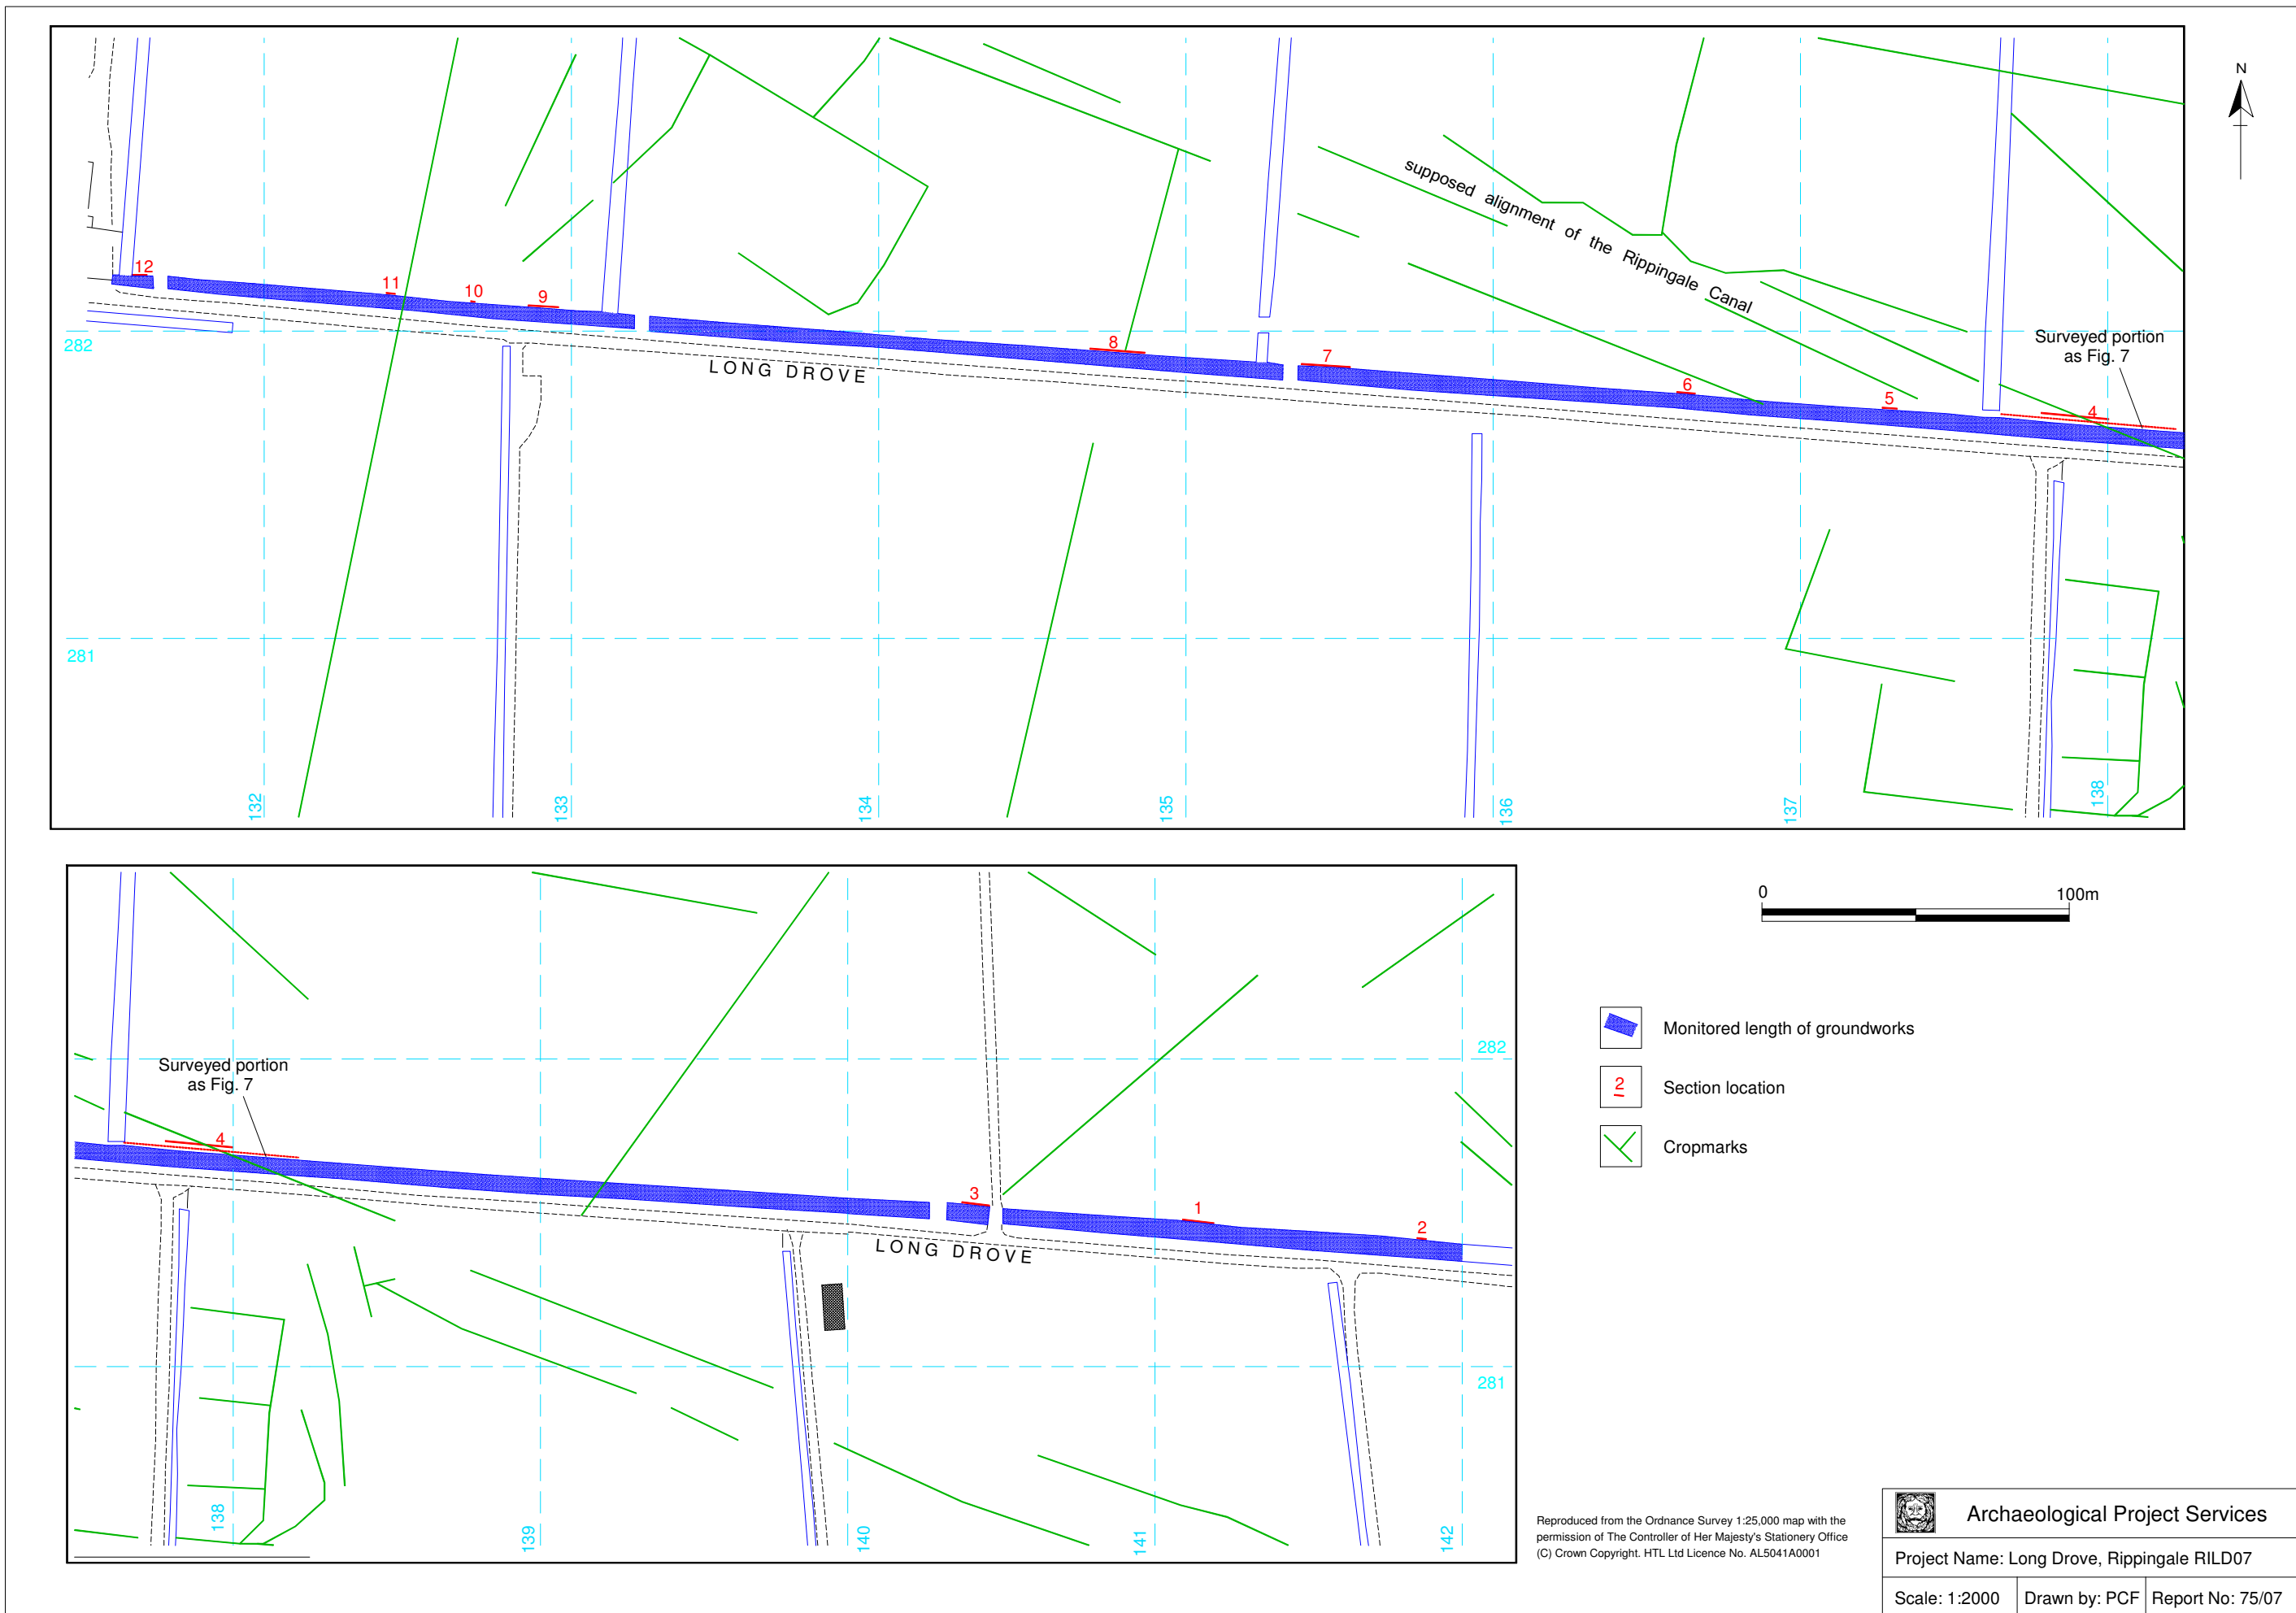 N
supposed alignment of the Rippingale Canal
12
11
10
9
8
7
6
5
4
Surveyed portion
as Fig. 7
282
LONG DROVE
281
132
133
134
135
136
137
138
0
100m
Surveyed portion
as Fig. 7
4
3
1
2
282
LONG DROVE
281
138
139
140
141
142
Monitored length of groundworks
2
Section location
Cropmarks
Reproduced from the Ordnance Survey 1:25,000 map with the
permission of The Controller of Her Majesty's Stationery Office
(C) Crown Copyright. HTL Ltd Licence No. AL5041A0001
Archaeological Project Services
Project Name: Long Drove, Rippingale RILD07
Scale: 1:2000
Drawn by: PCF
Report No: 75/07